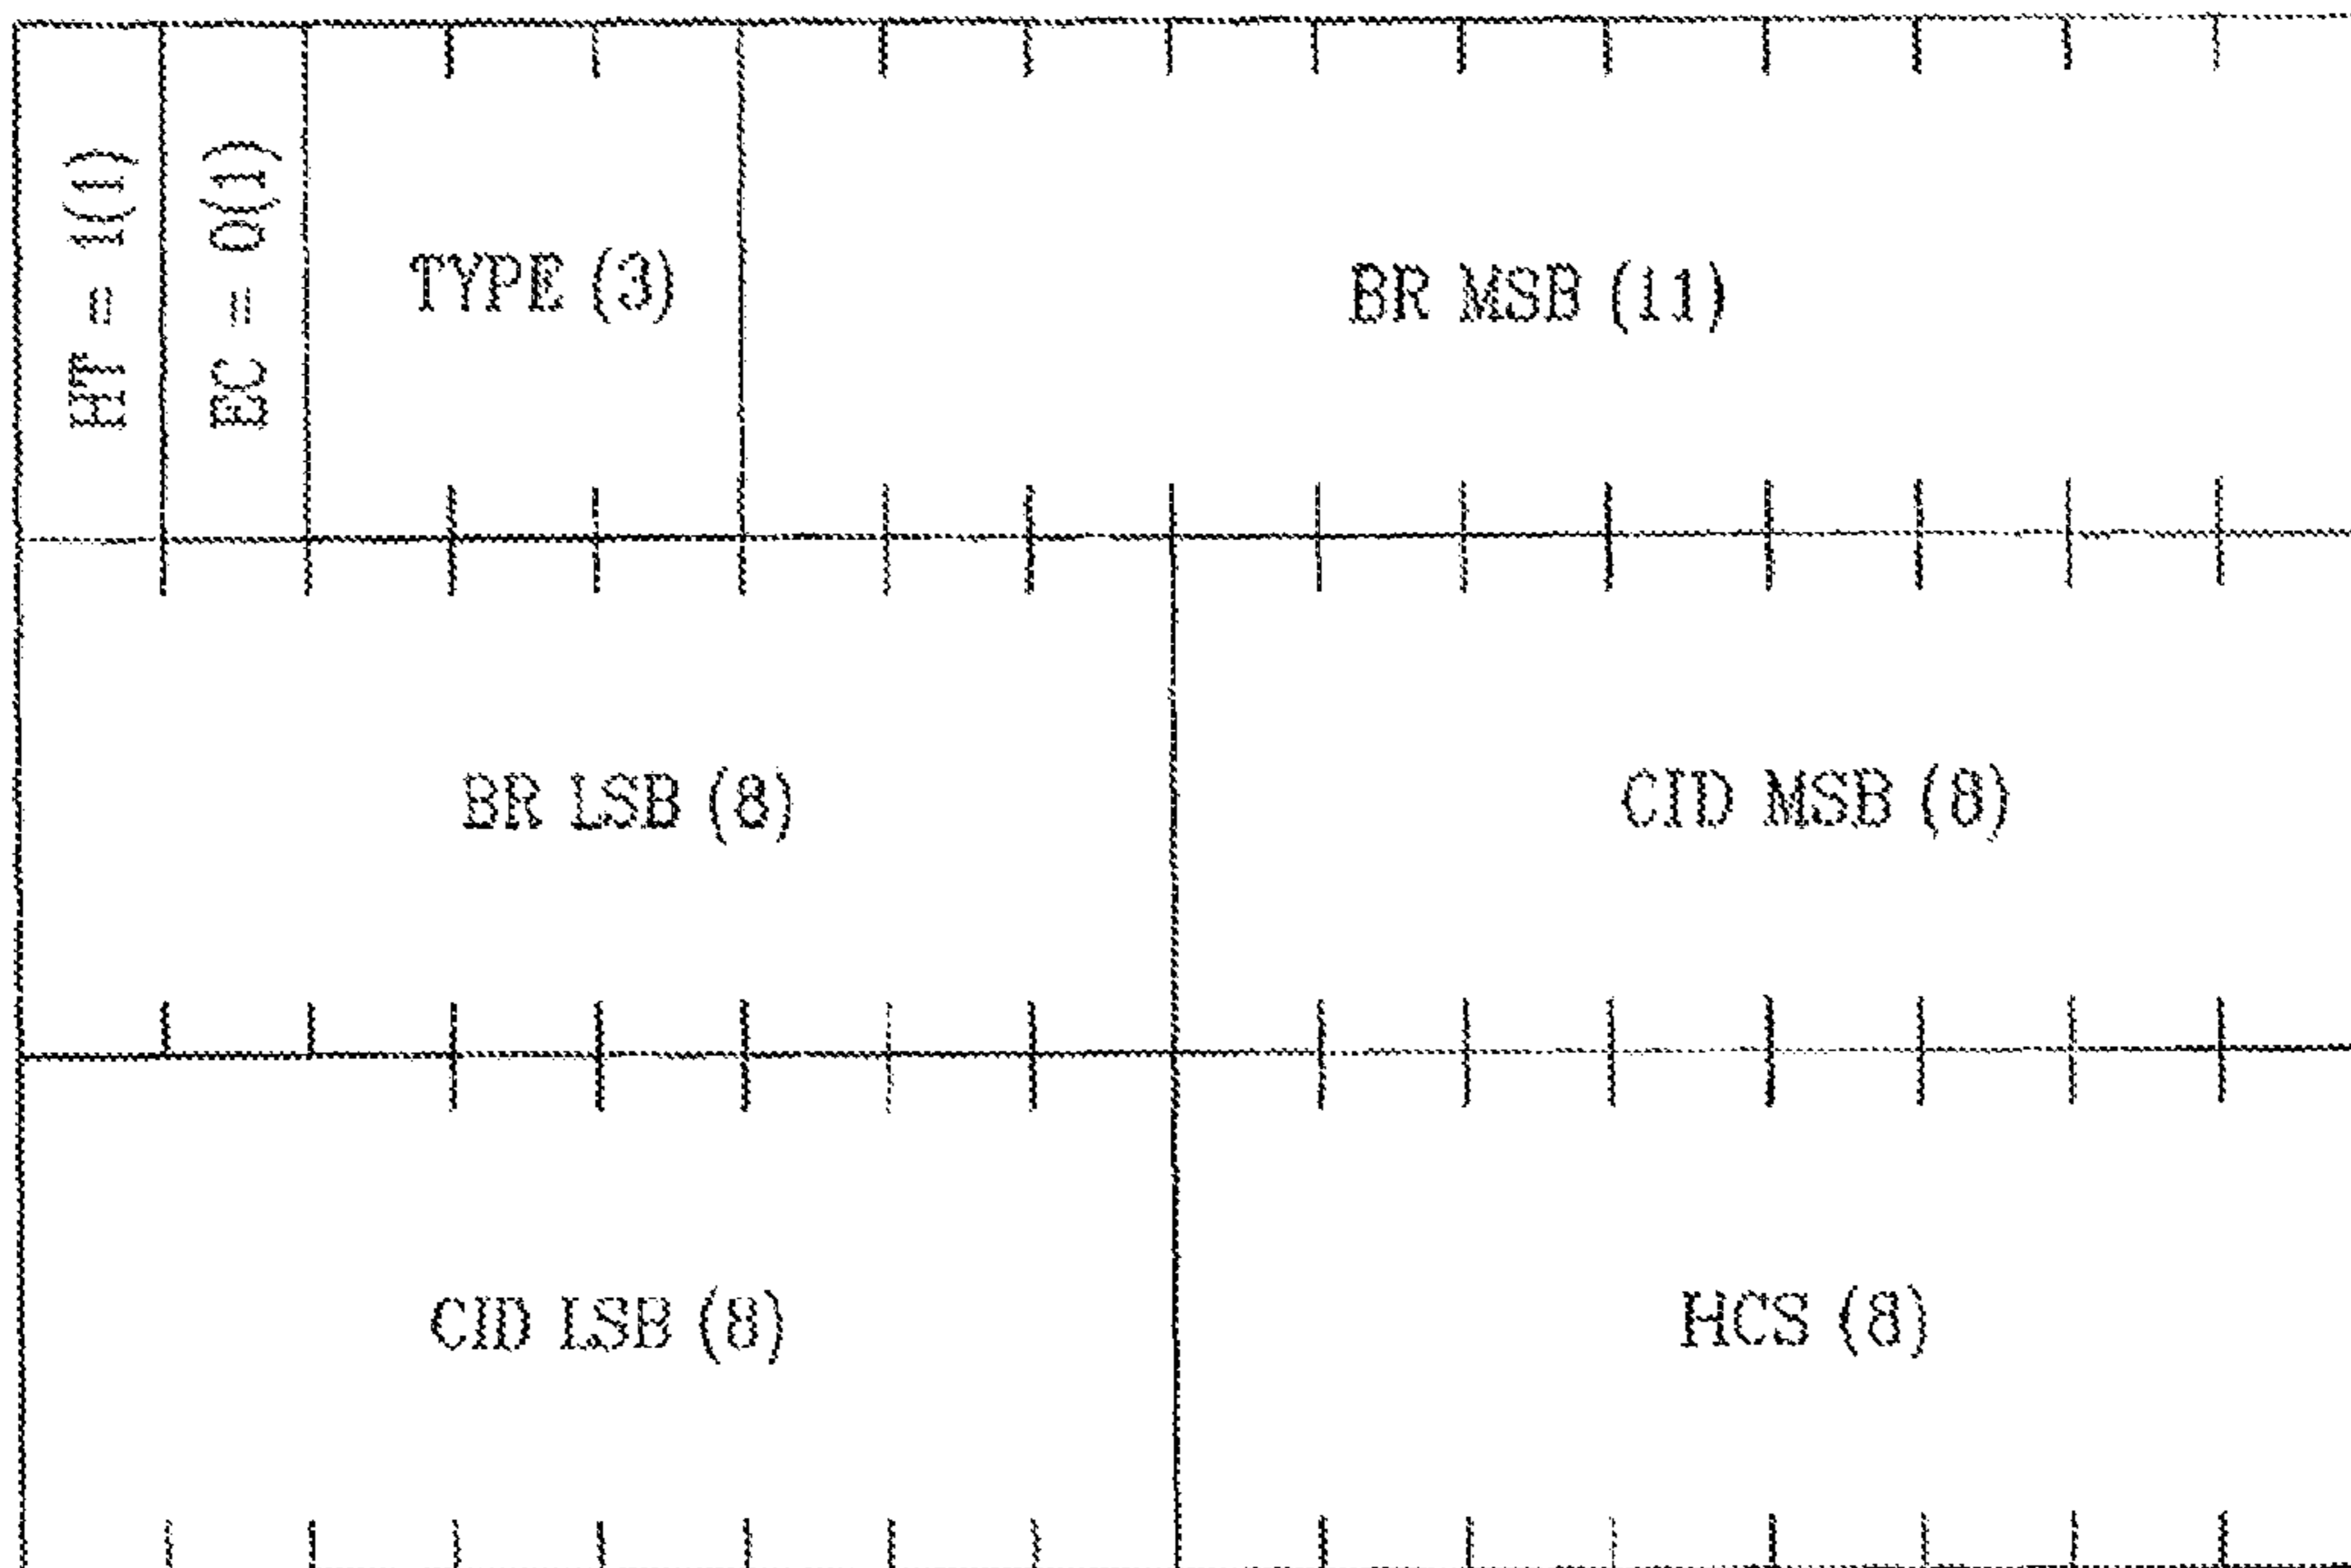 HT = 1(1)
EC = 0(1)
TYPE (3)
BR MSB (11)
BR LSB (8)
CID MSB (8)
CID LSB (8)
HCS (8)